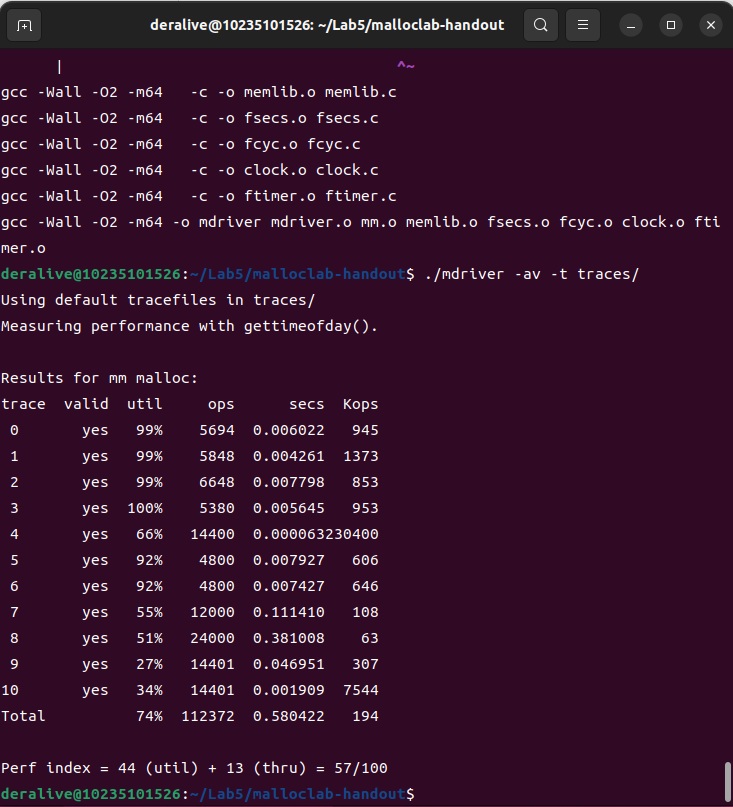 deralive@10235101526: ~/Lab5/malloclab-handout
| ^~
gcc -Wall -O2 -m64   -c -o memlib.o memlib.c
gcc -Wall -O2 -m64   -c -o fsecs.o fsecs.c
gcc -Wall -O2 -m64   -c -o fcyc.o fcyc.c
gcc -Wall -O2 -m64   -c -o clock.o clock.c
gcc -Wall -O2 -m64   -c -o ftimer.o ftimer.c
gcc -Wall -O2 -m64 -o mdriver mdriver.o mm.o memlib.o fsecs.o fcyc.o clock.o fti
mer.o
deralive@10235101526:~/Lab5/malloclab-handout$ ./mdriver -av -t traces/
Using default tracefiles in traces/
Measuring performance with gettimeofday().
Results for mm malloc:
trace  valid  util     ops      secs  Kops
 0       yes   99%    5694  0.006022   945
 1       yes   99%    5848  0.004261  1373
 2       yes   99%    6648  0.007798   853
 3       yes  100%    5380  0.005645   953
 4       yes   66%   14400  0.000063230400
 5       yes   92%    4800  0.007927   606
 6       yes   92%    4800  0.007427   646
 7       yes   55%   12000  0.111410   108
 8       yes   51%   24000  0.381008    63
 9       yes   27%   14401  0.046951   307
10       yes   34%   14401  0.001909  7544
Total          74%  112372  0.580422   194
Perf index = 44 (util) + 13 (thru) = 57/100
deralive@10235101526:~/Lab5/malloclab-handout$